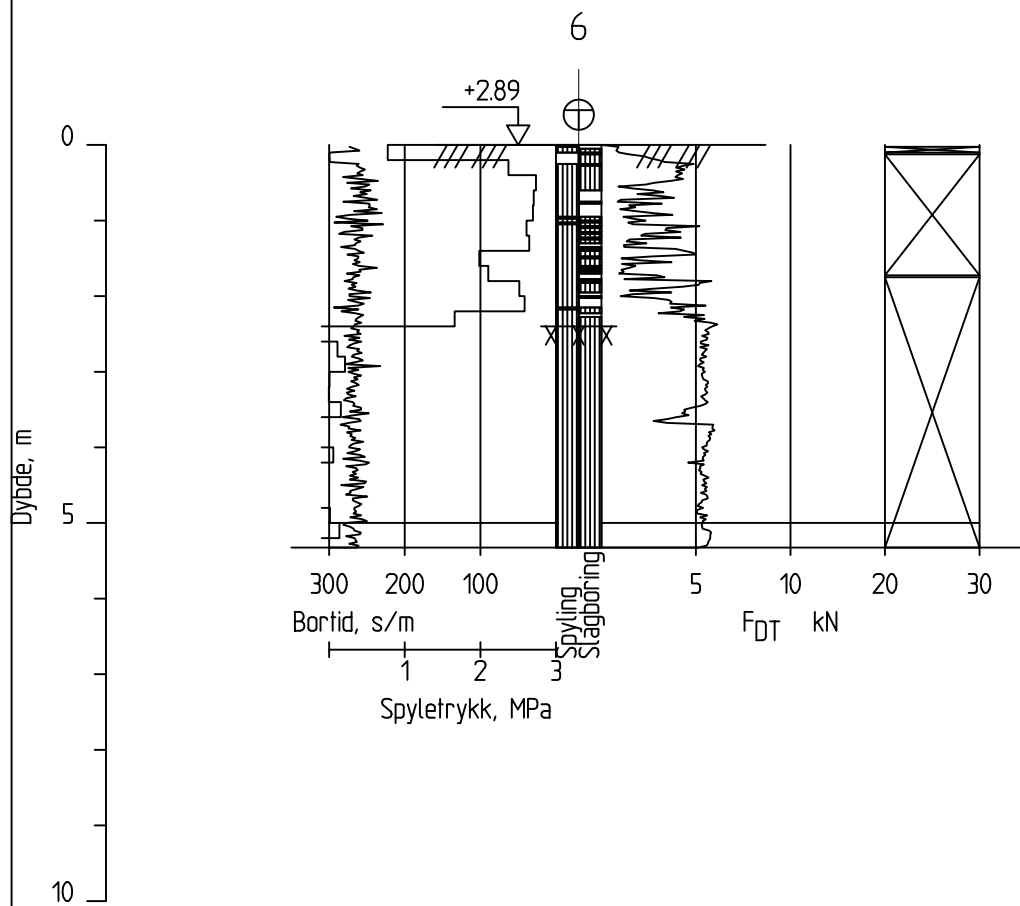 6
+2.89
0
5
10
Dybde, m
300 200 100 5 10 20 30
Bortid, s/m
Spyling
Slagboring
FDT kN
1 2 3
Spyletrykk, MPa